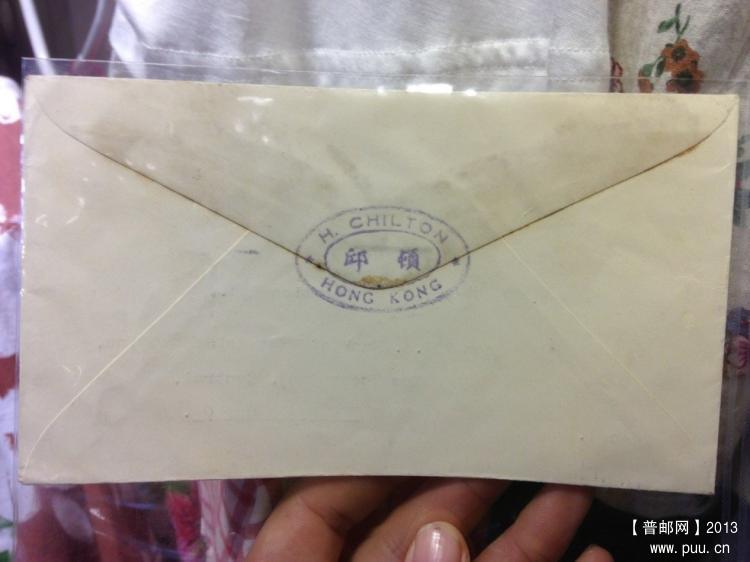 H. CHILTON
邱頓
HONG KONG
【普邮网】2013
www.puu.cn